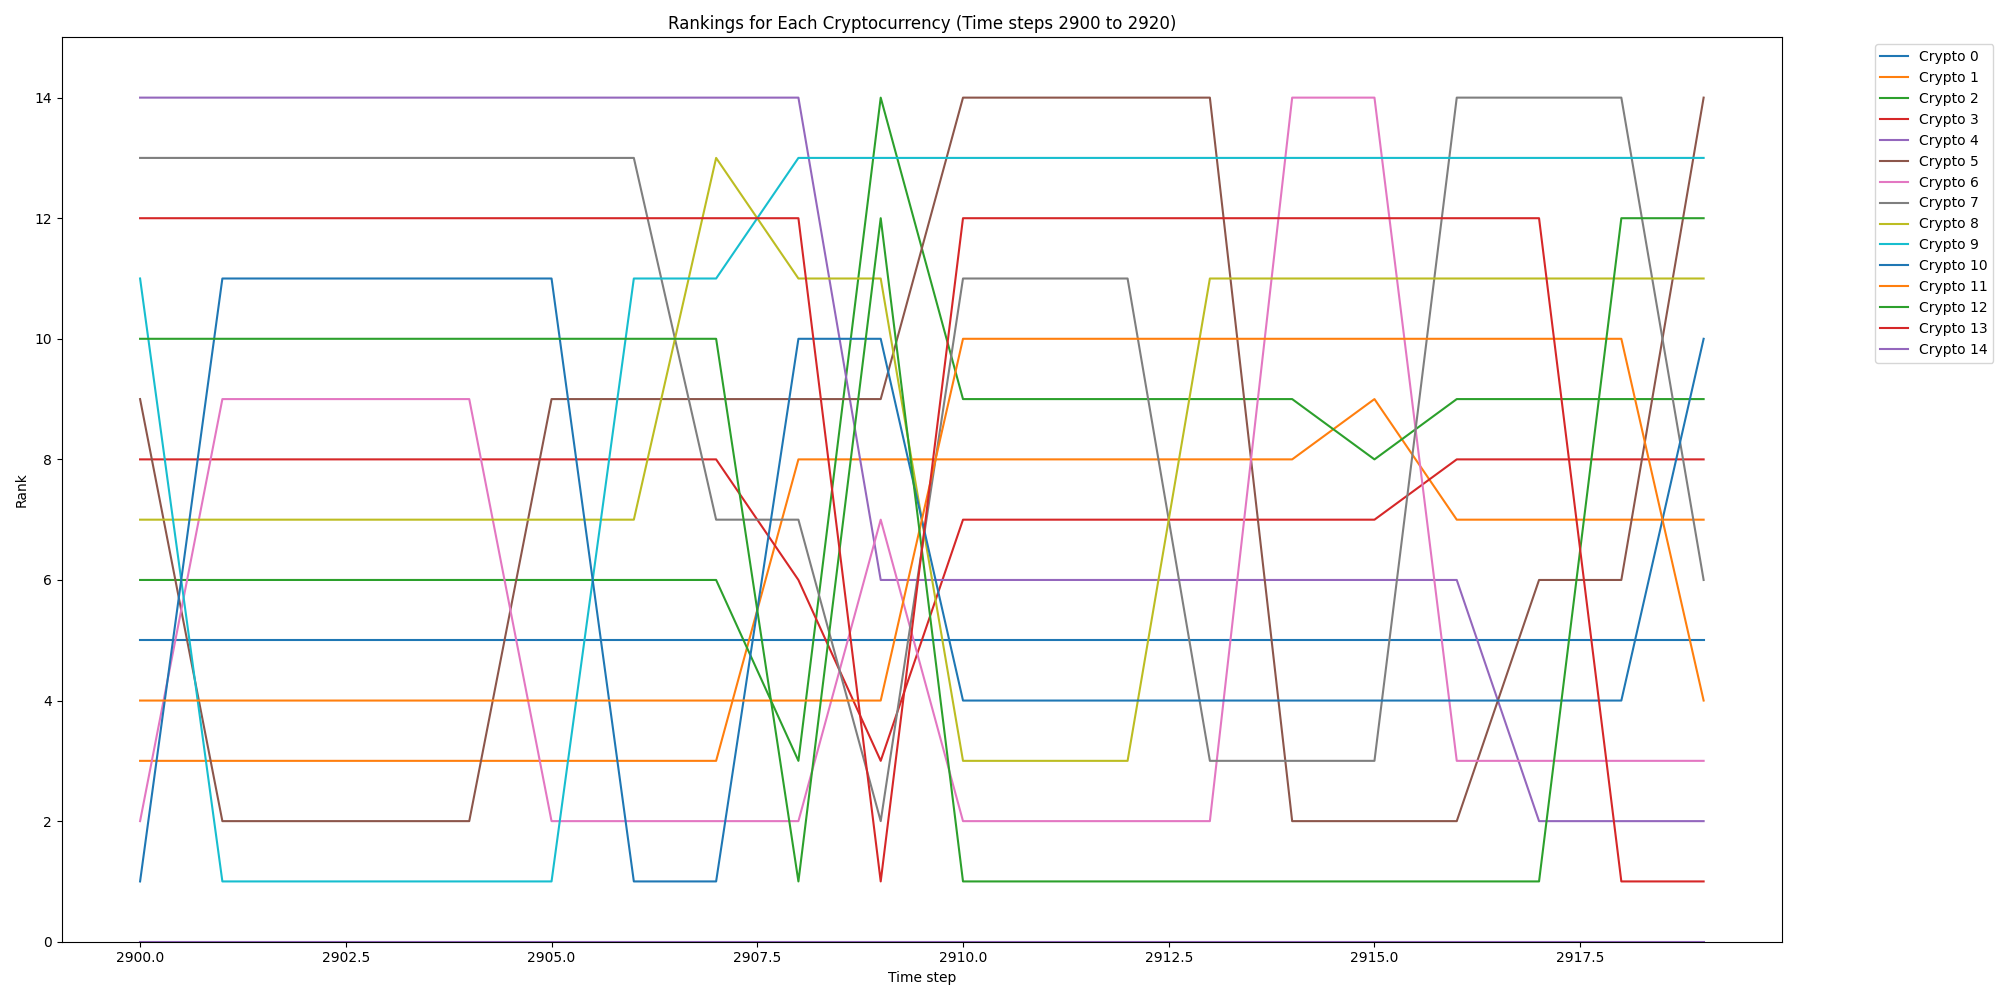 Rankings for Each Cryptocurrency (Time steps 2900 to 2920)
Rank
14
12
10
8
6
4
2
0
2900.0
2902.5
2905.0
2907.5
2910.0
2912.5
2915.0
2917.5
Time step
Crypto 0
Crypto 1
Crypto 2
Crypto 3
Crypto 4
Crypto 5
Crypto 6
Crypto 7
Crypto 8
Crypto 9
Crypto 10
Crypto 11
Crypto 12
Crypto 13
Crypto 14